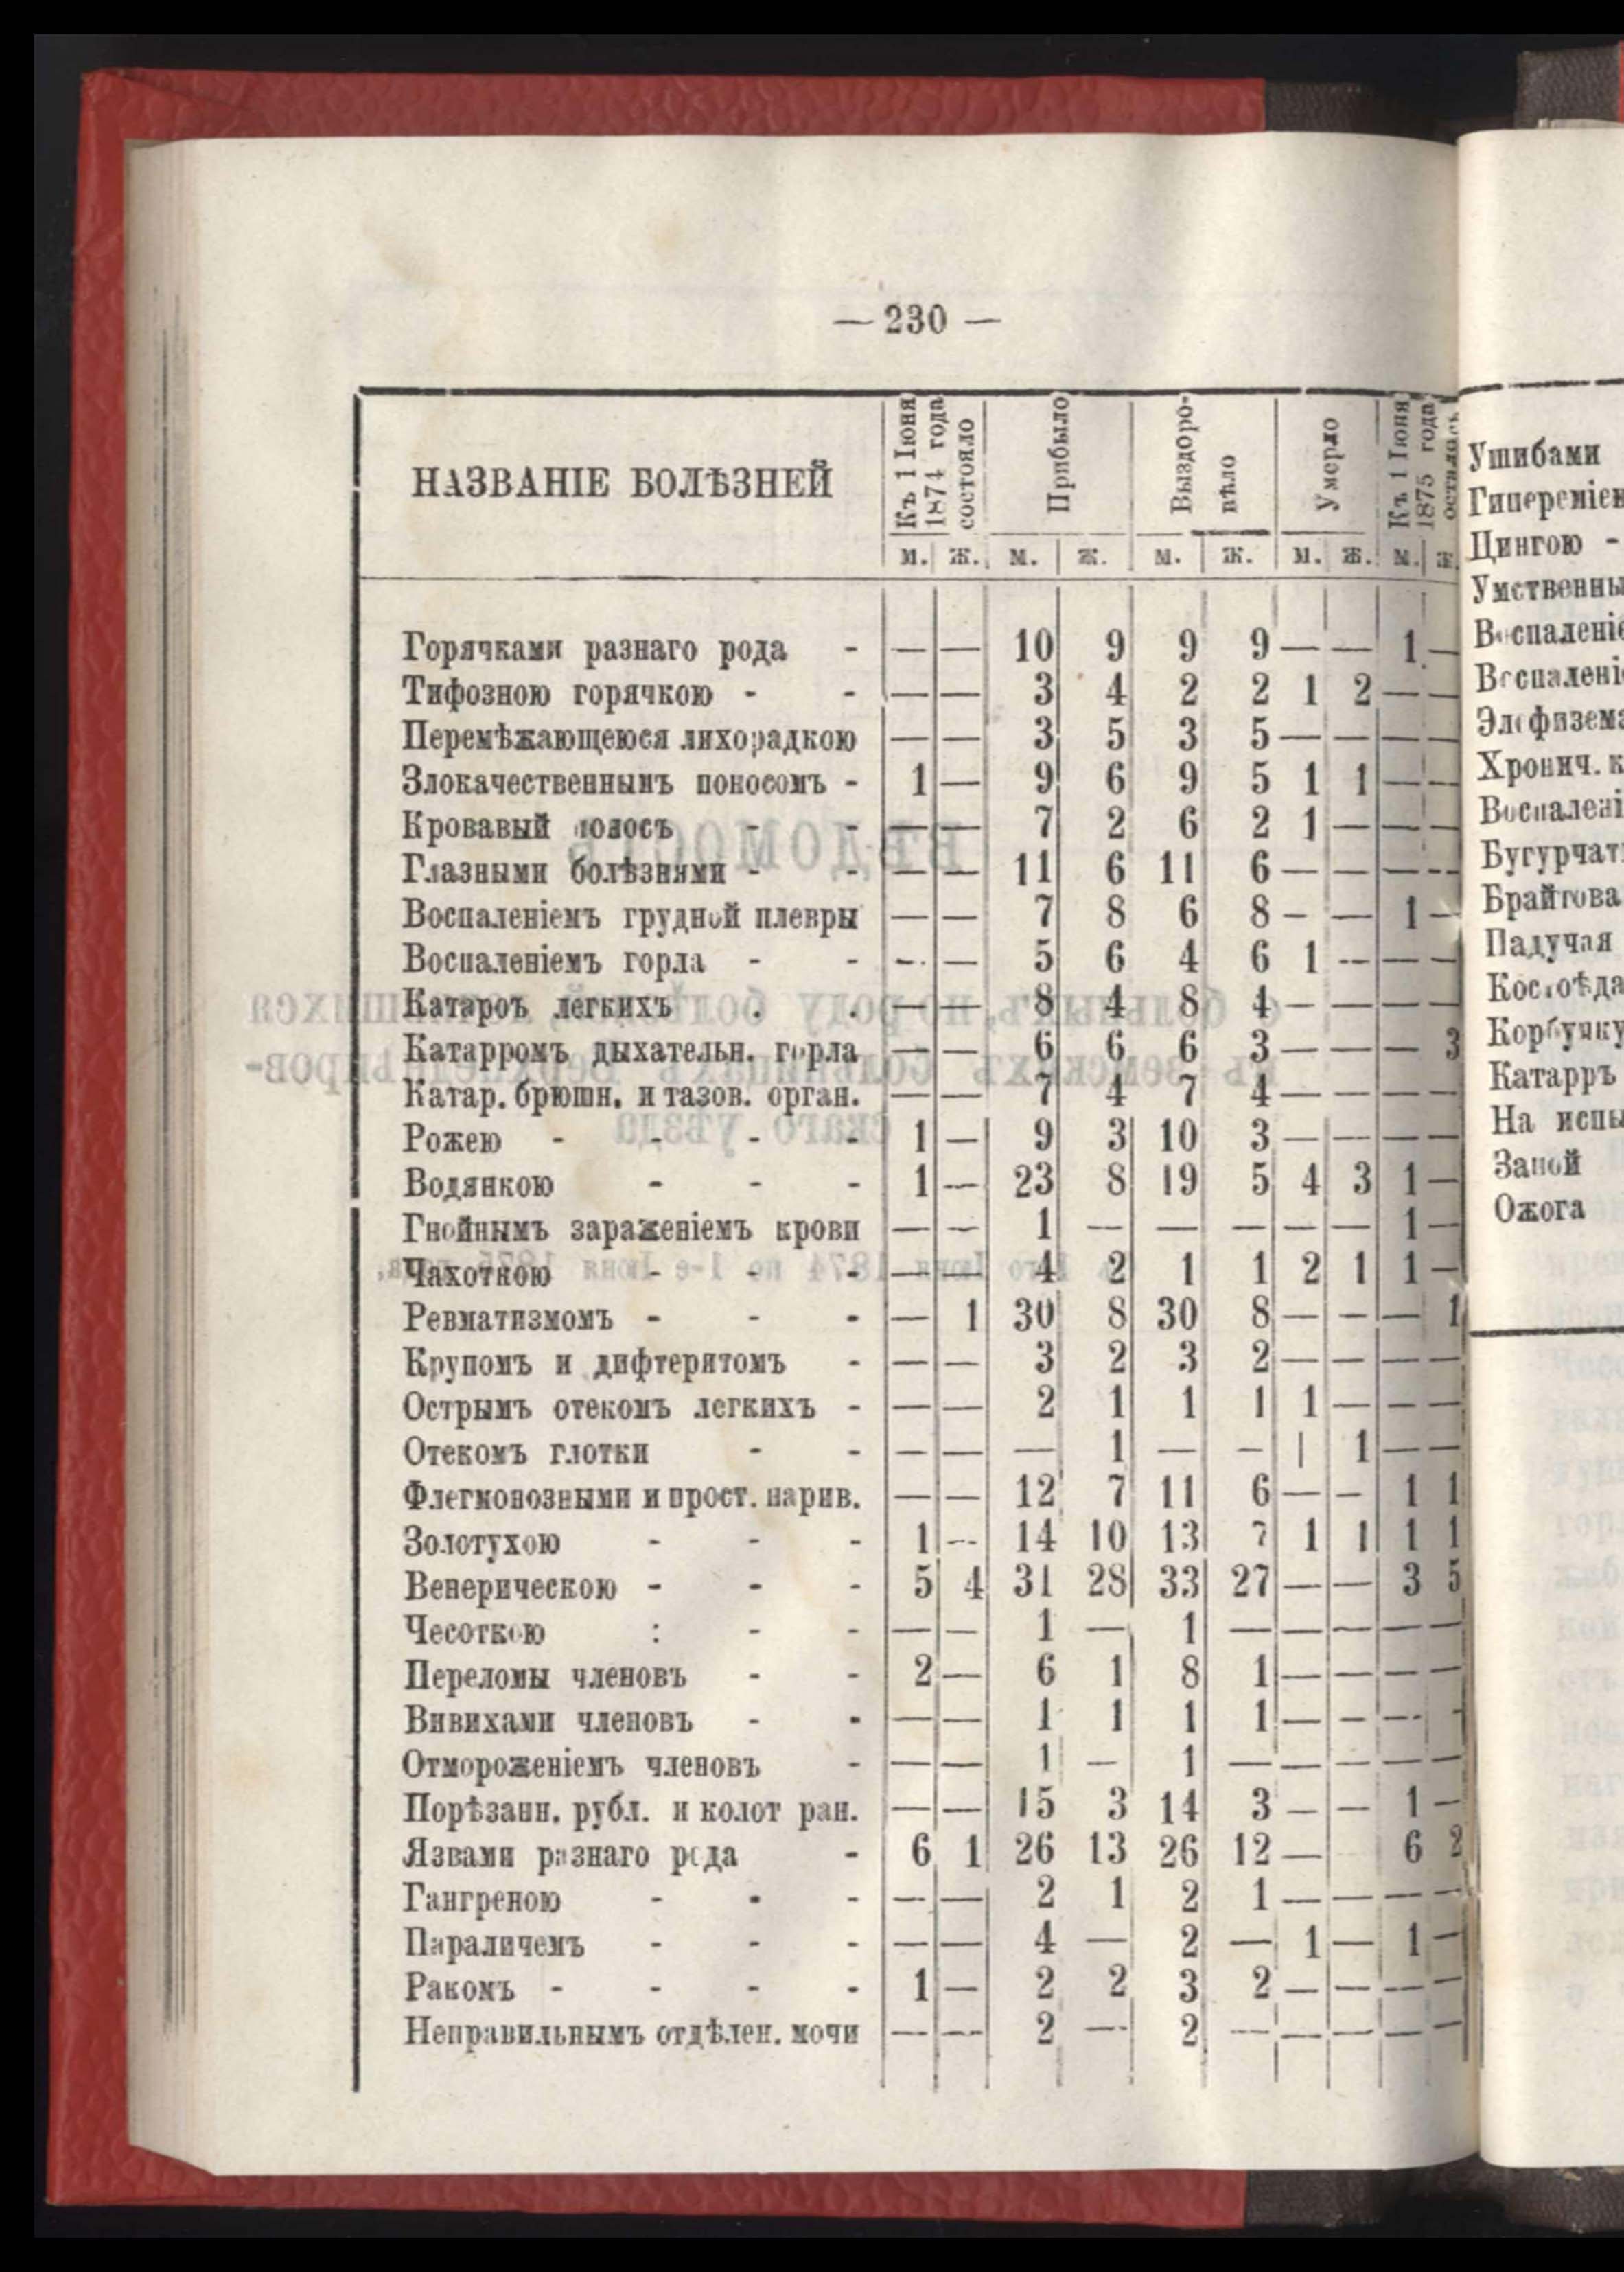 — 230 —
НАЗВАНІЕ БОЛѢЗНЕЙ
Къ 1 Іюня 1874 года состояло
Прибыло
Выздоро-
вѣло
Умерло
Къ 1 Іюня 1875 года осталось
м. ж. м. ж. м. ж. м. ж. м. ж.
Горячками разнаго рода - — — 10 9 9 9 — — 1 —
Тифозною горячкою - - — — 3 4 2 2 1 2 — —
Перемѣжающеюся лихорадкою — — 3 5 3 5 — — — —
Злокачественнымъ поносомъ - 1 — 9 6 9 5 1 1 — —
Кровавый поносъ - - — — 7 2 6 2 1 — — —
Глазными болѣзнями - - — — 11 6 11 6 — — — --
Воспаленіемъ грудной плевры — — 7 8 6 8 - — 1 —
Воспаленіемъ горла - - — — 5 6 4 6 1 -- — —
Катаръ легкихъ . . — — 8 4 8 4 — — — —
Катарромъ дыхательн. горла — — 6 6 6 3 — — — 3
Катар. брюшн. и тазов. орган. — — 7 4 7 4 — — — —
Рожею - - - - 1 — 9 3 10 3 — — — —
Водянкою - - - 1 — 23 8 19 5 4 3 1 —
Гнойнымъ зараженіемъ крови — — 1 — — — — — 1 —
Чахоткою - - - — — 4 2 1 1 2 1 1 —
Ревматизмомъ - - - — 1 30 8 30 8 — — — 1
Крупомъ и дифтеритомъ - — — 3 2 3 2 — — — —
Острымъ отекомъ легкихъ - — — 2 1 1 1 1 — — —
Отекомъ глотки - - — — — 1 — — | 1 — —
Флегмонозными и прост. нарив. — — 12 7 11 6 — — 1 1
Золотухою - - - 1 -- 14 10 13 7 1 1 1 1
Венерическою - - - 5 4 31 28 33 27 — — 3 5
Чесоткою : - - — — 1 — 1 — — — — —
Переломы членовъ - - 2 — 6 1 8 1 — — — —
Вивихами членовъ - - — — 1 1 1 1 — — — -
Отмороженіемъ членовъ - — — 1 — 1 — — — — —
Порѣзанн. рубл. и колот ран. — — 15 3 14 3 — — 1 —
Язвами разнаго рода - 6 1 26 13 26 12 — 6 2
Гангреною - - - — — 2 1 2 1 — — — —
Параличемъ - - - — — 4 — 2 — 1 — 1 —
Ракомъ - - - - 1 — 2 2 3 2 — — — —
Неправильнымъ отдѣлен. мочи — — 2 — 2 — — — — —
Ушибами
Гипереміем
Цингою -
Умственны
Воспаленіе
Воспалені
Хронич. к
Воспалені
Бугурчат
Брайтова
Падучая
Костоѣда
Катарръ
На испы
Запой
Ожога